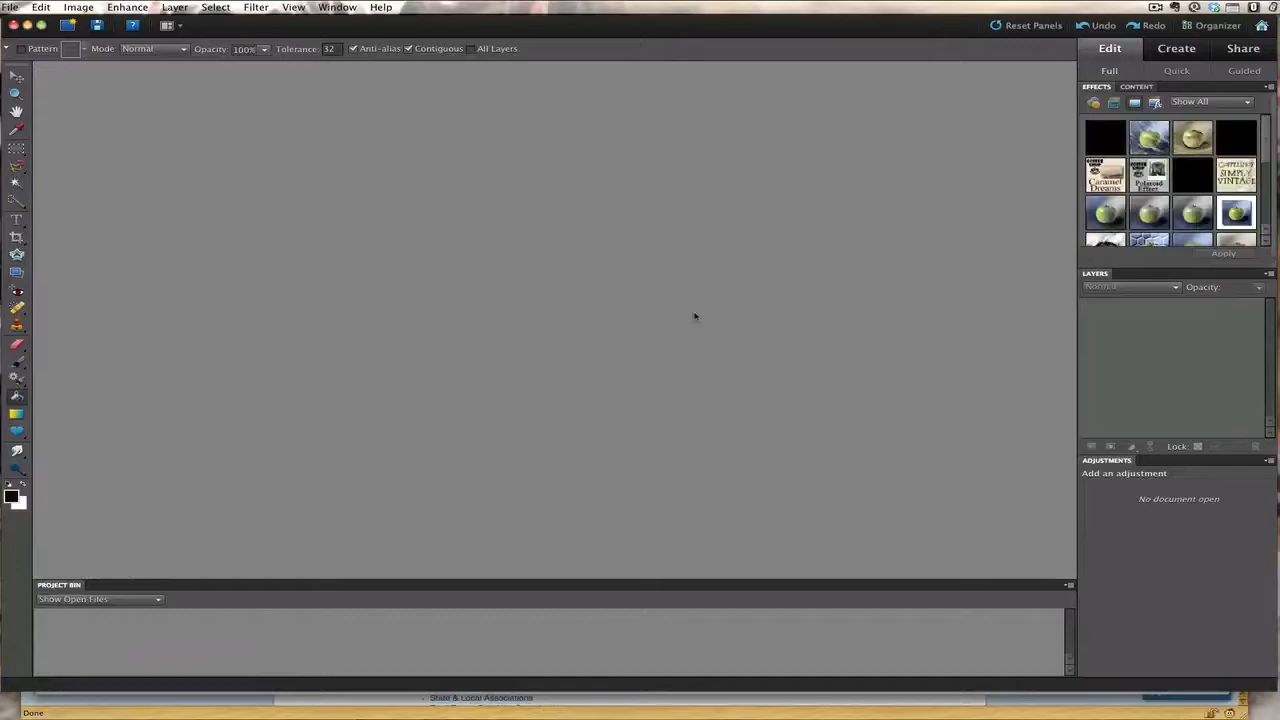 File Edit Image Enhance Layer Select Filter View Window Help
Reset Panels Undo Redo Organizer
Pattern Mode: Normal Opacity: 100% Tolerance: 32 Anti-alias Contiguous All Layers
Edit Create Share
Full Quick Guided
EFFECTS CONTENT
Show All
Caramel Dreams
Polaroid Effect
SIMPLY VINTAGE
Apply
LAYERS
Normal Opacity:
Lock:
ADJUSTMENTS
Add an adjustment
No document open
PROJECT BIN
Show Open Files
State & Local Associations
Done